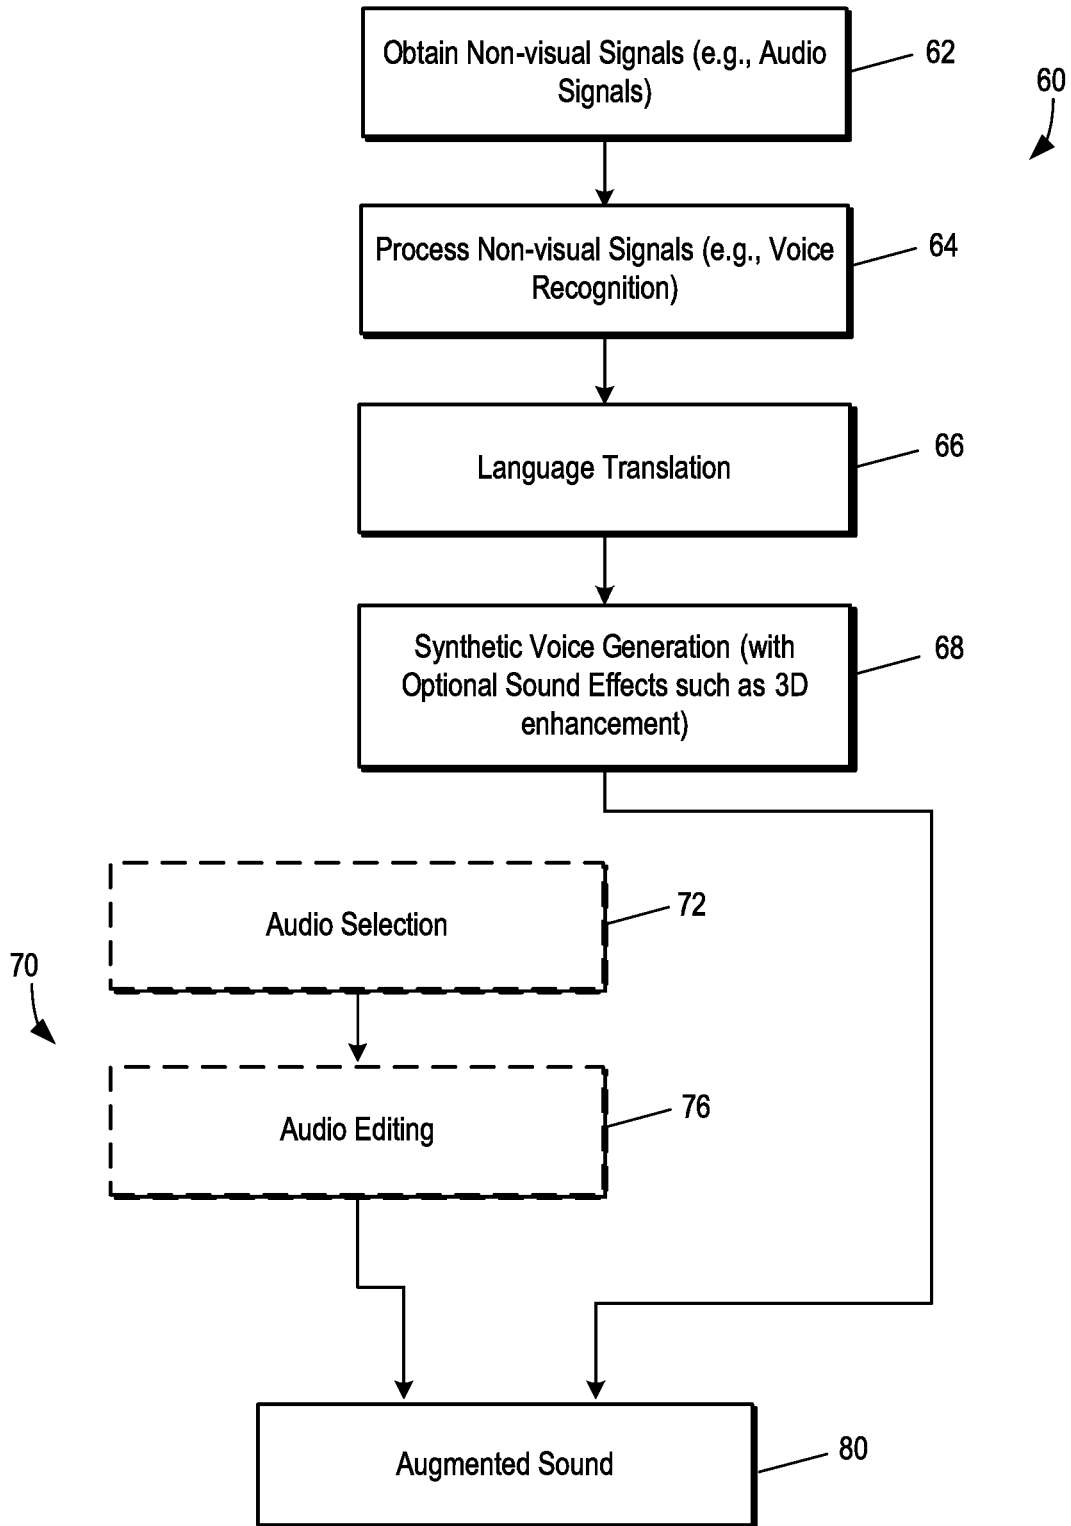 Obtain Non-visual Signals (e.g., Audio
Signals)
62
60
Process Non-visual Signals (e.g., Voice
Recognition)
64
Language Translation
66
Synthetic Voice Generation (with
Optional Sound Effects such as 3D
enhancement)
68
Audio Selection
72
70
Audio Editing
76
Augmented Sound
80